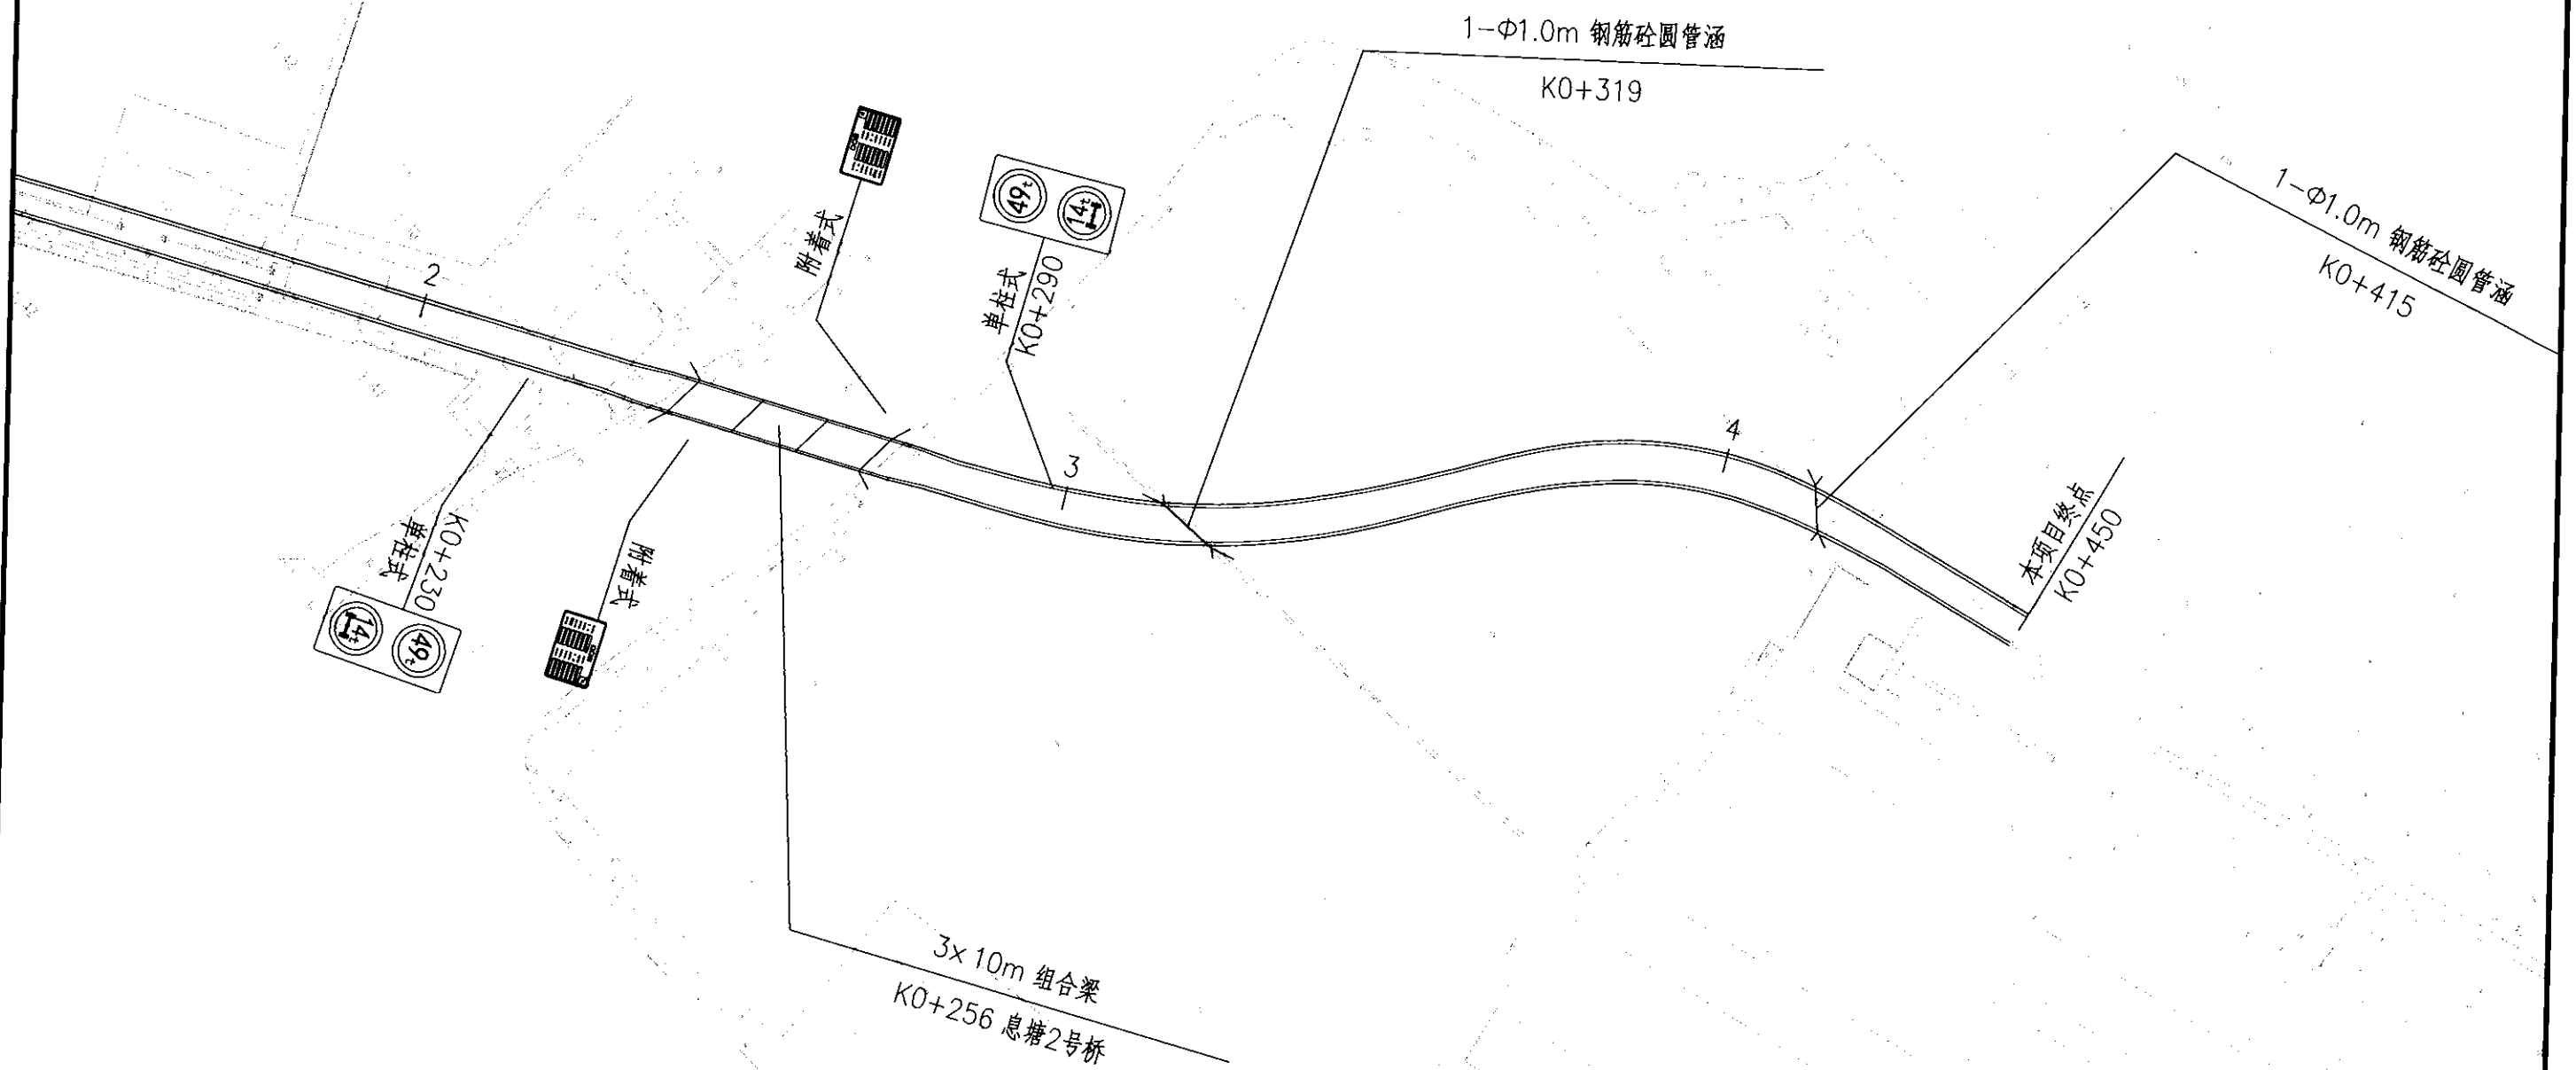 1-Φ1.0m 钢筋砼圆管涵
K0+319
1-Φ1.0m 钢筋砼圆管涵
K0+415
附着式
49t
14t
单柱式
K0+290
2
3
4
本项目终点
K0+450
K0+230
单柱式
14t
49t
附着式
3x 10m 组合梁
K0+256 息塘2号桥